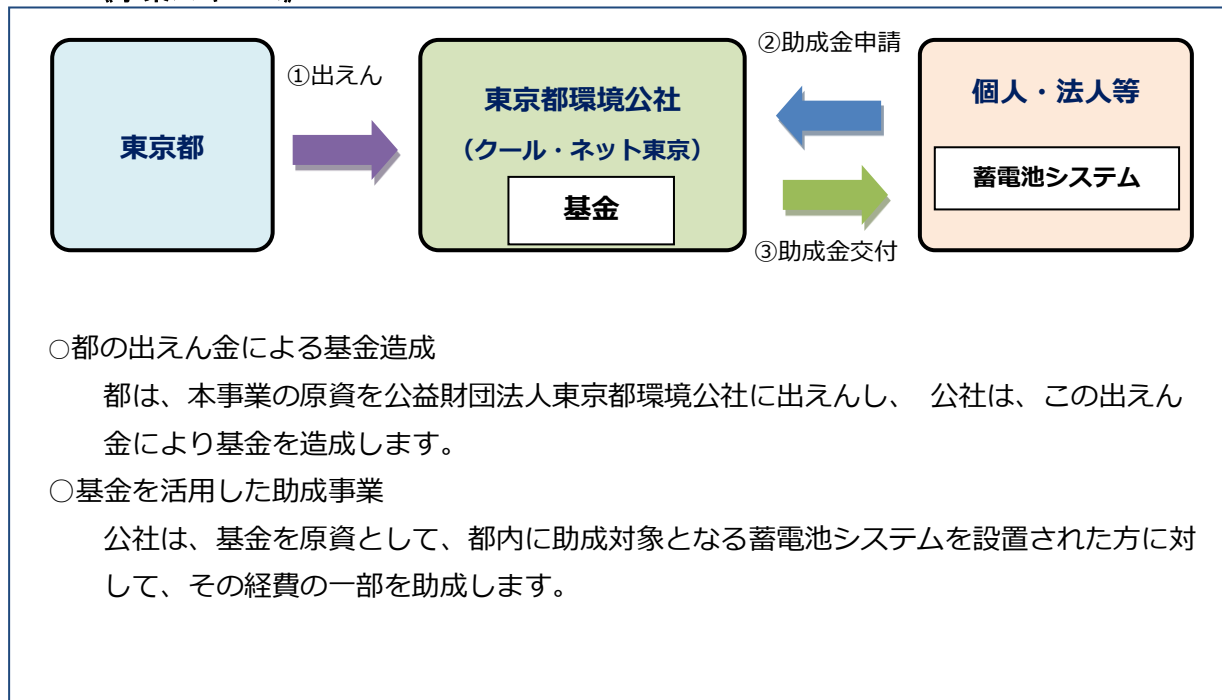 ①出えん
②助成金申請
東京都
東京都環境公社
（クール・ネット東京）
基金
個人・法人等
蓄電池システム
③助成金交付
○都の出えん金による基金造成
都は、本事業の原資を公益財団法人東京都環境公社に出えんし、 公社は、この出えん
金により基金を造成します。
○基金を活用した助成事業
公社は、基金を原資として、都内に助成対象となる蓄電池システムを設置された方に対
して、その経費の一部を助成します。